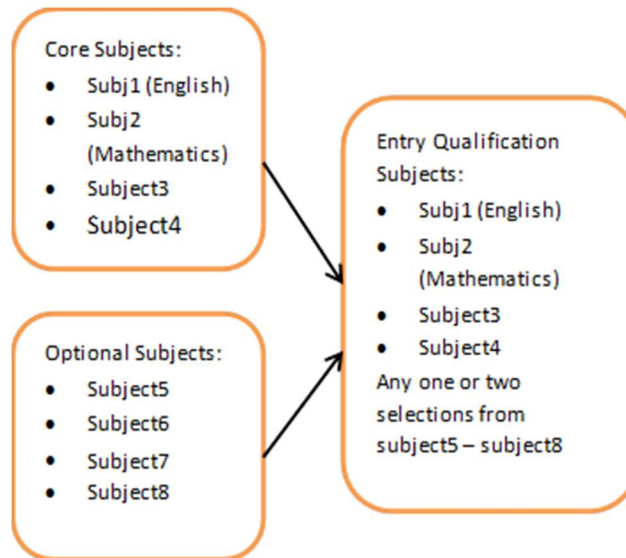 Core Subjects:
• Subj1 (English)
• Subj2
(Mathematics)
• Subject3
• Subject4
Optional Subjects:
• Subject5
• Subject6
• Subject7
• Subject8
Entry Qualification
Subjects:
• Subj1 (English)
• Subj2
(Mathematics)
• Subject3
• Subject4
Any one or two
selections from
subject5 – subject8